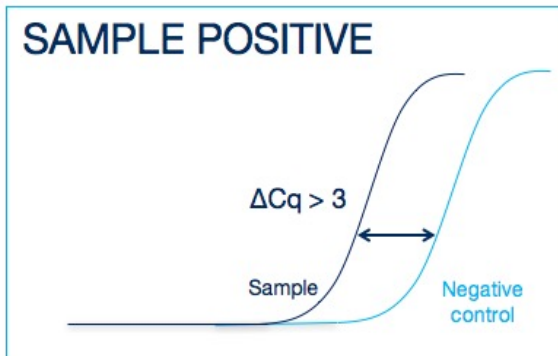 SAMPLE POSITIVE
ΔCq > 3
Sample
Negative
control